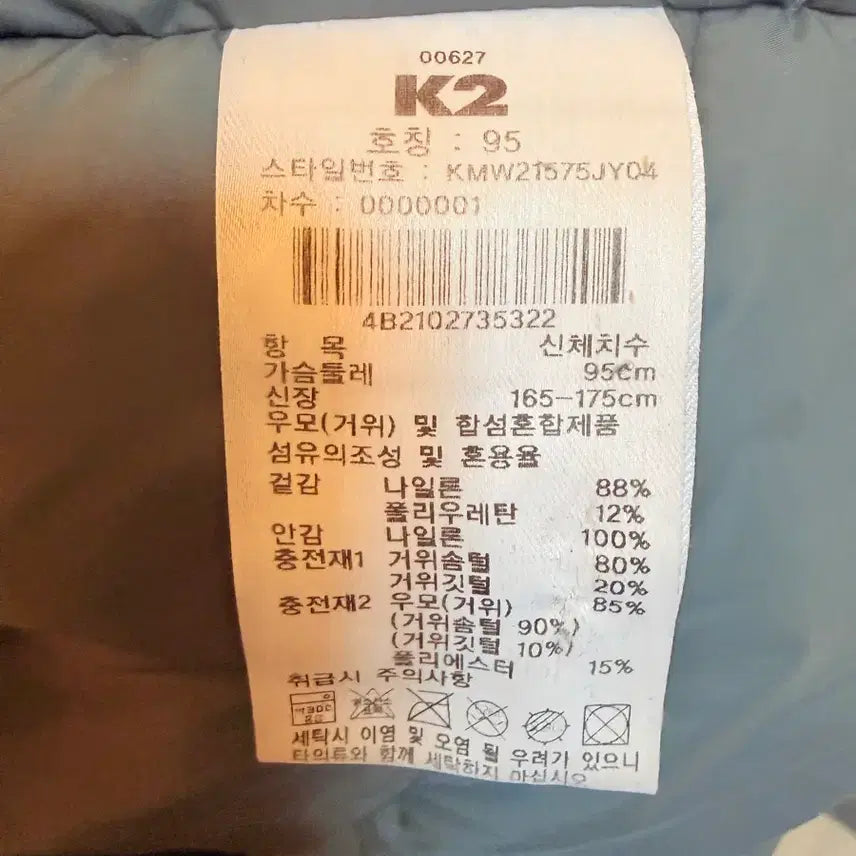 00627
K2
호칭 : 95
스타일번호 : KMW21575JY04
차수 : 0000001
4B2102735322
항 목 신체치수
가슴둘레 95cm
신장 165-175cm
우모(거위) 및 합섬혼합제품
섬유의조성 및 혼용율
겉감 나일론 88%
폴리우레탄 12%
안감 나일론 100%
충전재1 거위솜털 80%
거위깃털 20%
충전재2 우모(거위) 85%
(거위솜털 90%)
(거위깃털 10%)
폴리에스터 15%
취급시 주의사항
세탁시 이염 및 오염 될 우려가 있으니
타의류와 함께 세탁하지 마십시오